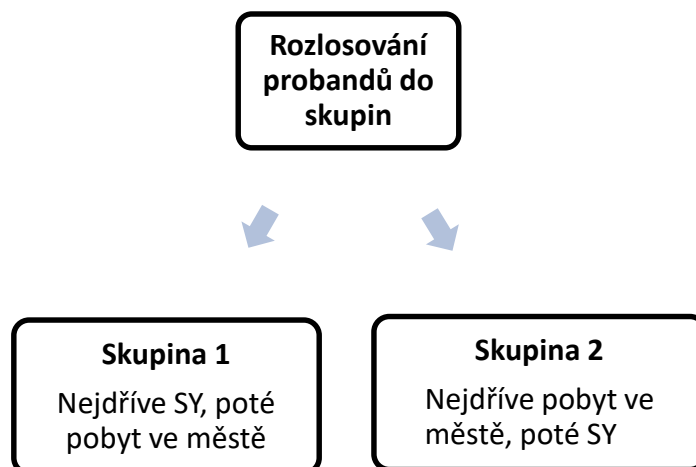 Rozlosování
probandů do
skupin
Skupina 1
Nejdříve SY, poté
pobyt ve městě
Skupina 2
Nejdříve pobyt ve
městě, poté SY